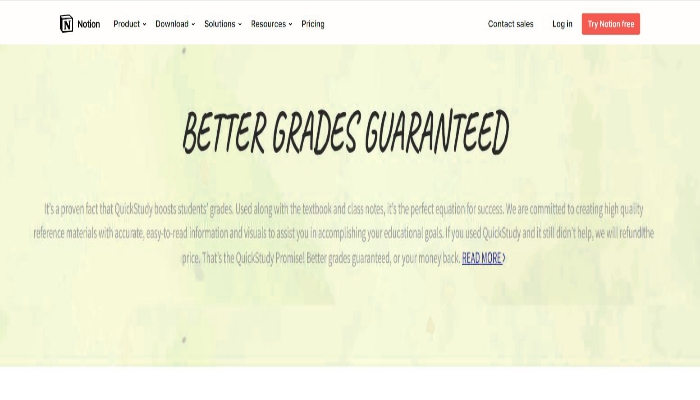 Notion Product Download Solutions Resources Pricing Contact sales Log in Try Notion free
BETTER GRADES GUARANTEED
It's a proven fact that QuickStudy boosts students' grades. Used along with the textbook and class notes, it's the perfect equation for success. We are committed to creating high quality
reference materials with accurate, easy-to-read information and visuals to assist you in accomplishing your educational goals. If you used QuickStudy and it still didn't help, we will refundthe
price. That's the QuickStudy Promise! Better grades guaranteed, or your money back. READ MORE>